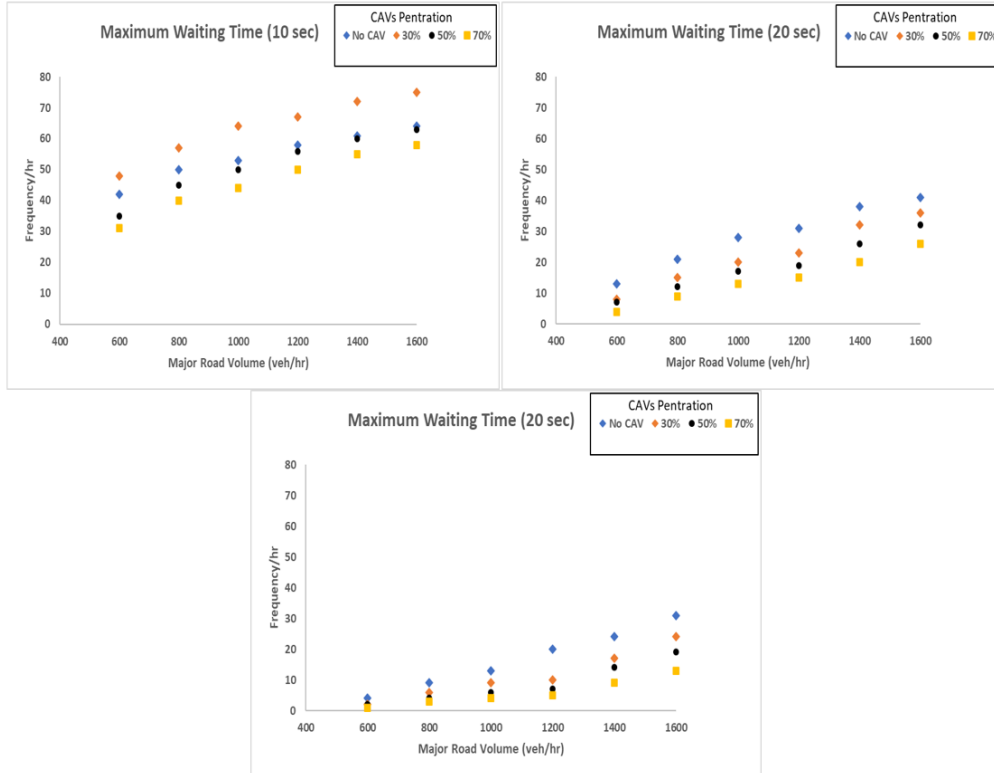 Maximum Waiting Time (10 sec)
CAVs Pentration
No CAV 30% 50% 70%
80
70
60
50
40
30
20
10
0
Frequency/hr
400 600 800 1000 1200 1400 1600
Major Road Volume (veh/hr)
Maximum Waiting Time (20 sec)
CAVs Pentration
No CAV 30% 50% 70%
80
70
60
50
40
30
20
10
0
Frequency/hr
400 600 800 1000 1200 1400 1600
Major Road Volume (veh/hr)
Maximum Waiting Time (20 sec)
CAVs Pentration
No CAV 30% 50% 70%
80
70
60
50
40
30
20
10
0
Frequency/hr
400 600 800 1000 1200 1400 1600
Major Road Volume (veh/hr)